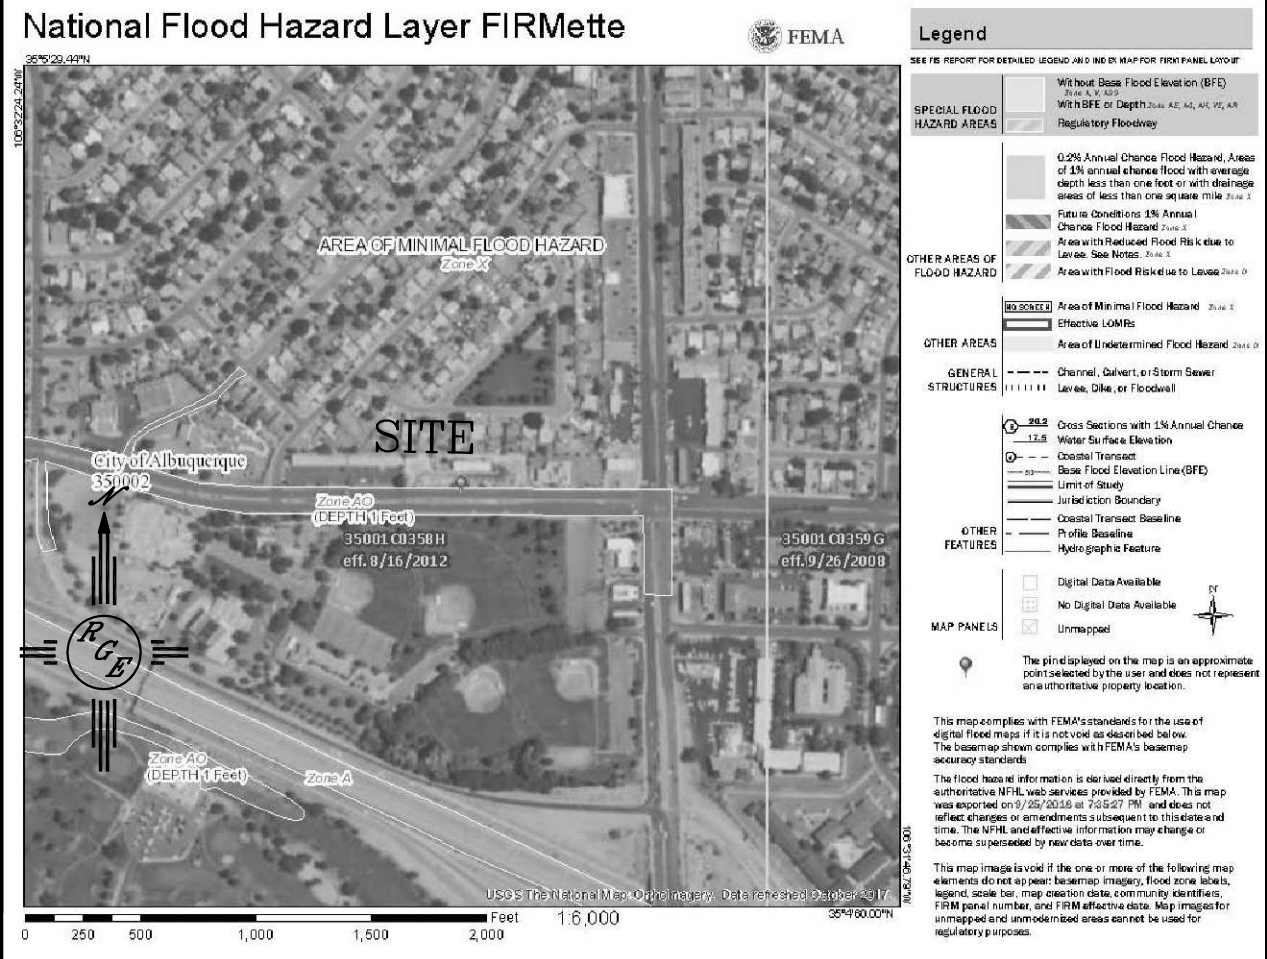 National Flood Hazard Layer FIRMette
FEMA
35°5'29.44"N
106°32'24.24"W
AREA OF MINIMAL FLOOD HAZARD
Zone X
SITE
City of Albuquerque
350002
N
Zone AO
(DEPTH 1 Feet)
35001C0358H
eff. 8/16/2012
35001C0359G
eff. 9/26/2008
RGE
Zone AO
(DEPTH 1 Feet)
Zone A
USGS The National Map: Orthoimagery. Data refreshed October 2017.
106°31'46.79"W
35°4'60.00"N
Feet
1:6,000
0 250 500 1,000 1,500 2,000
Legend
SEE FIS REPORT FOR DETAILED LEGEND AND INDEX MAP FOR FIRM PANEL LAYOUT
SPECIAL FLOOD
HAZARD AREAS
Without Base Flood Elevation (BFE)
Zone A, V, A99
With BFE or Depth Zone AE, AO, AH, VE, AR
Regulatory Floodway
OTHER AREAS OF
FLOOD HAZARD
0.2% Annual Chance Flood Hazard, Areas
of 1% annual chance flood with average
depth less than one foot or with drainage
areas of less than one square mile Zone X
Future Conditions 1% Annual
Chance Flood Hazard Zone X
Area with Reduced Flood Risk due to
Levee. See Notes. Zone X
Area with Flood Risk due to Levee Zone D
OTHER AREAS
NO SCREEN Area of Minimal Flood Hazard Zone X
Effective LOMRs
Area of Undetermined Flood Hazard Zone D
GENERAL
STRUCTURES
Channel, Culvert, or Storm Sewer
Levee, Dike, or Floodwall
OTHER
FEATURES
20.2 Cross Sections with 1% Annual Chance
17.5 Water Surface Elevation
Coastal Transect
513 Base Flood Elevation Line (BFE)
Limit of Study
Jurisdiction Boundary
Coastal Transect Baseline
Profile Baseline
Hydrographic Feature
MAP PANELS
Digital Data Available
No Digital Data Available
Unmapped
N
The pin displayed on the map is an approximate
point selected by the user and does not represent
an authoritative property location.
This map complies with FEMA's standards for the use of
digital flood maps if it is not void as described below.
The basemap shown complies with FEMA's basemap
accuracy standards
The flood hazard information is derived directly from the
authoritative NFHL web services provided by FEMA. This map
was exported on 9/25/2018 at 7:35:27 PM and does not
reflect changes or amendments subsequent to this date and
time. The NFHL and effective information may change or
become superseded by new data over time.
This map image is void if the one or more of the following map
elements do not appear: basemap imagery, flood zone labels,
legend, scale bar, map creation date, community identifiers,
FIRM panel number, and FIRM effective date. Map images for
unmapped and unmodernized areas cannot be used for
regulatory purposes.